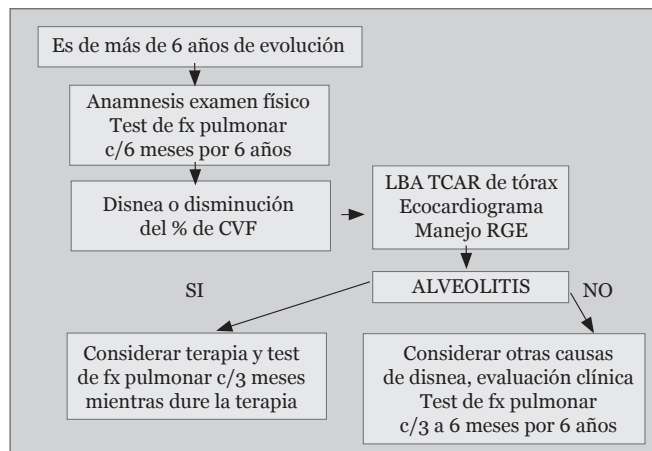 Es de más de 6 años de evolución
Anamnesis examen físico
Test de fx pulmonar
c/6 meses por 6 años
Disnea o disminución
del % de CVF
LBA TCAR de tórax
Ecocardiograma
Manejo RGE
ALVEOLITIS
SI
NO
Considerar terapia y test
de fx pulmonar c/3 meses
mientras dure la terapia
Considerar otras causas
de disnea, evaluación clínica
Test de fx pulmonar
c/3 a 6 meses por 6 años